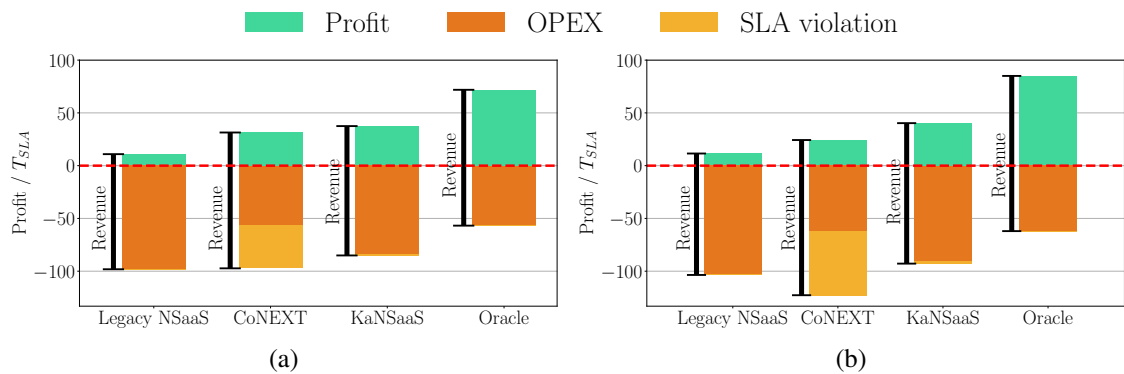 Profit OPEX SLA violation
100
50
0
−50
−100
Profit / T_SLA
Revenue
Revenue
Revenue
Revenue
Legacy NSaaS CoNEXT KaNSaaS Oracle
(a)
100
50
0
−50
−100
Profit / T_SLA
Revenue
Revenue
Revenue
Revenue
Legacy NSaaS CoNEXT KaNSaaS Oracle
(b)